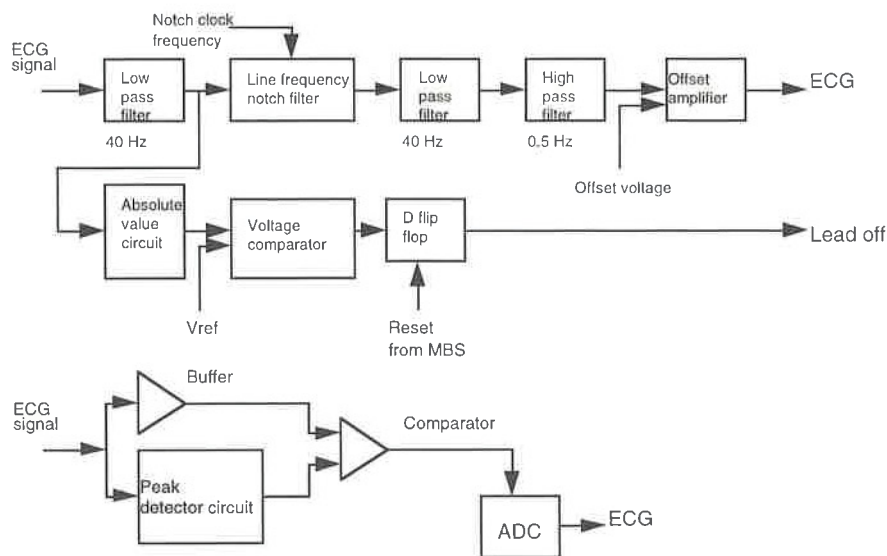 Notch clock
frequency
ECG
signal
Low
pass
filter
40 Hz
Line frequency
notch filter
Low
pass
filter
40 Hz
High
pass
filter
0.5 Hz
Offset
amplifier
ECG
Offset voltage
Absolute
value
circuit
Voltage
comparator
D flip
flop
Lead off
Vref
Reset
from MBS
ECG
signal
Buffer
Comparator
Peak
detector circuit
ADC
ECG